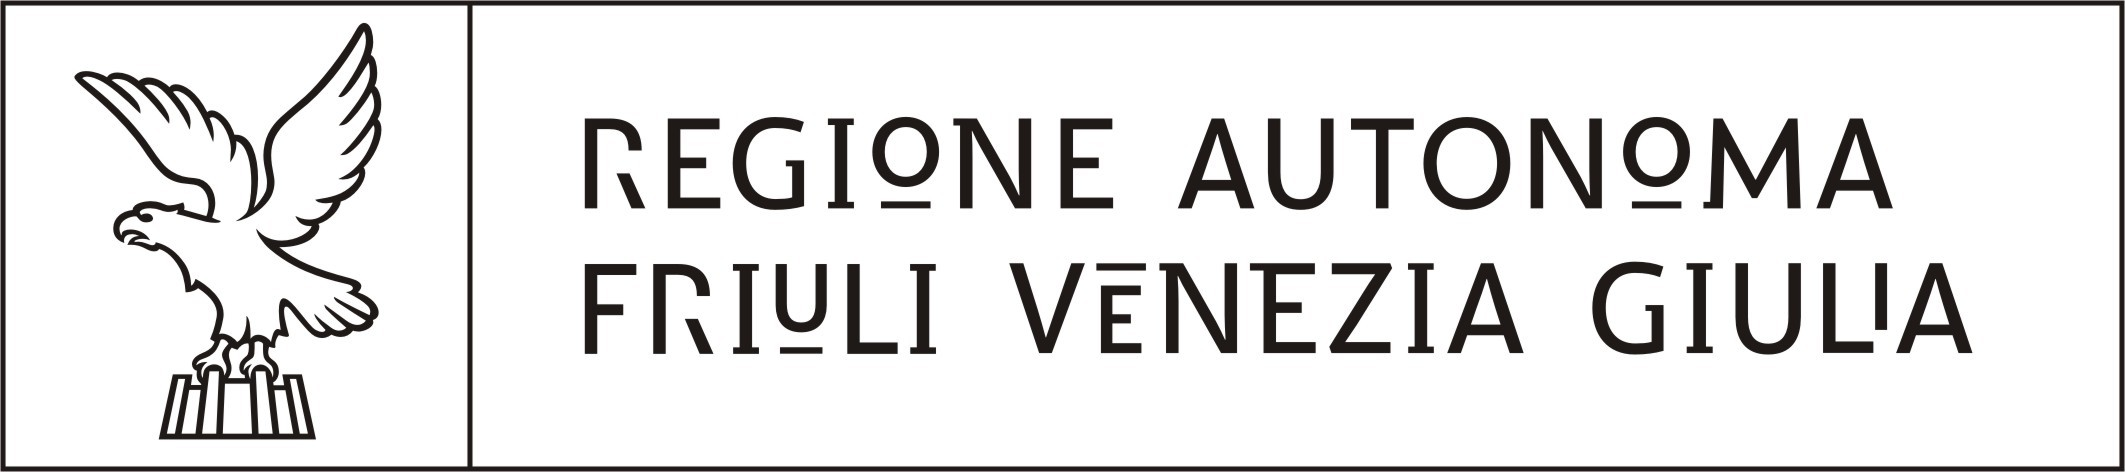 REGIONE AUTONOMA
FRIULI VENEZIA GIULIA